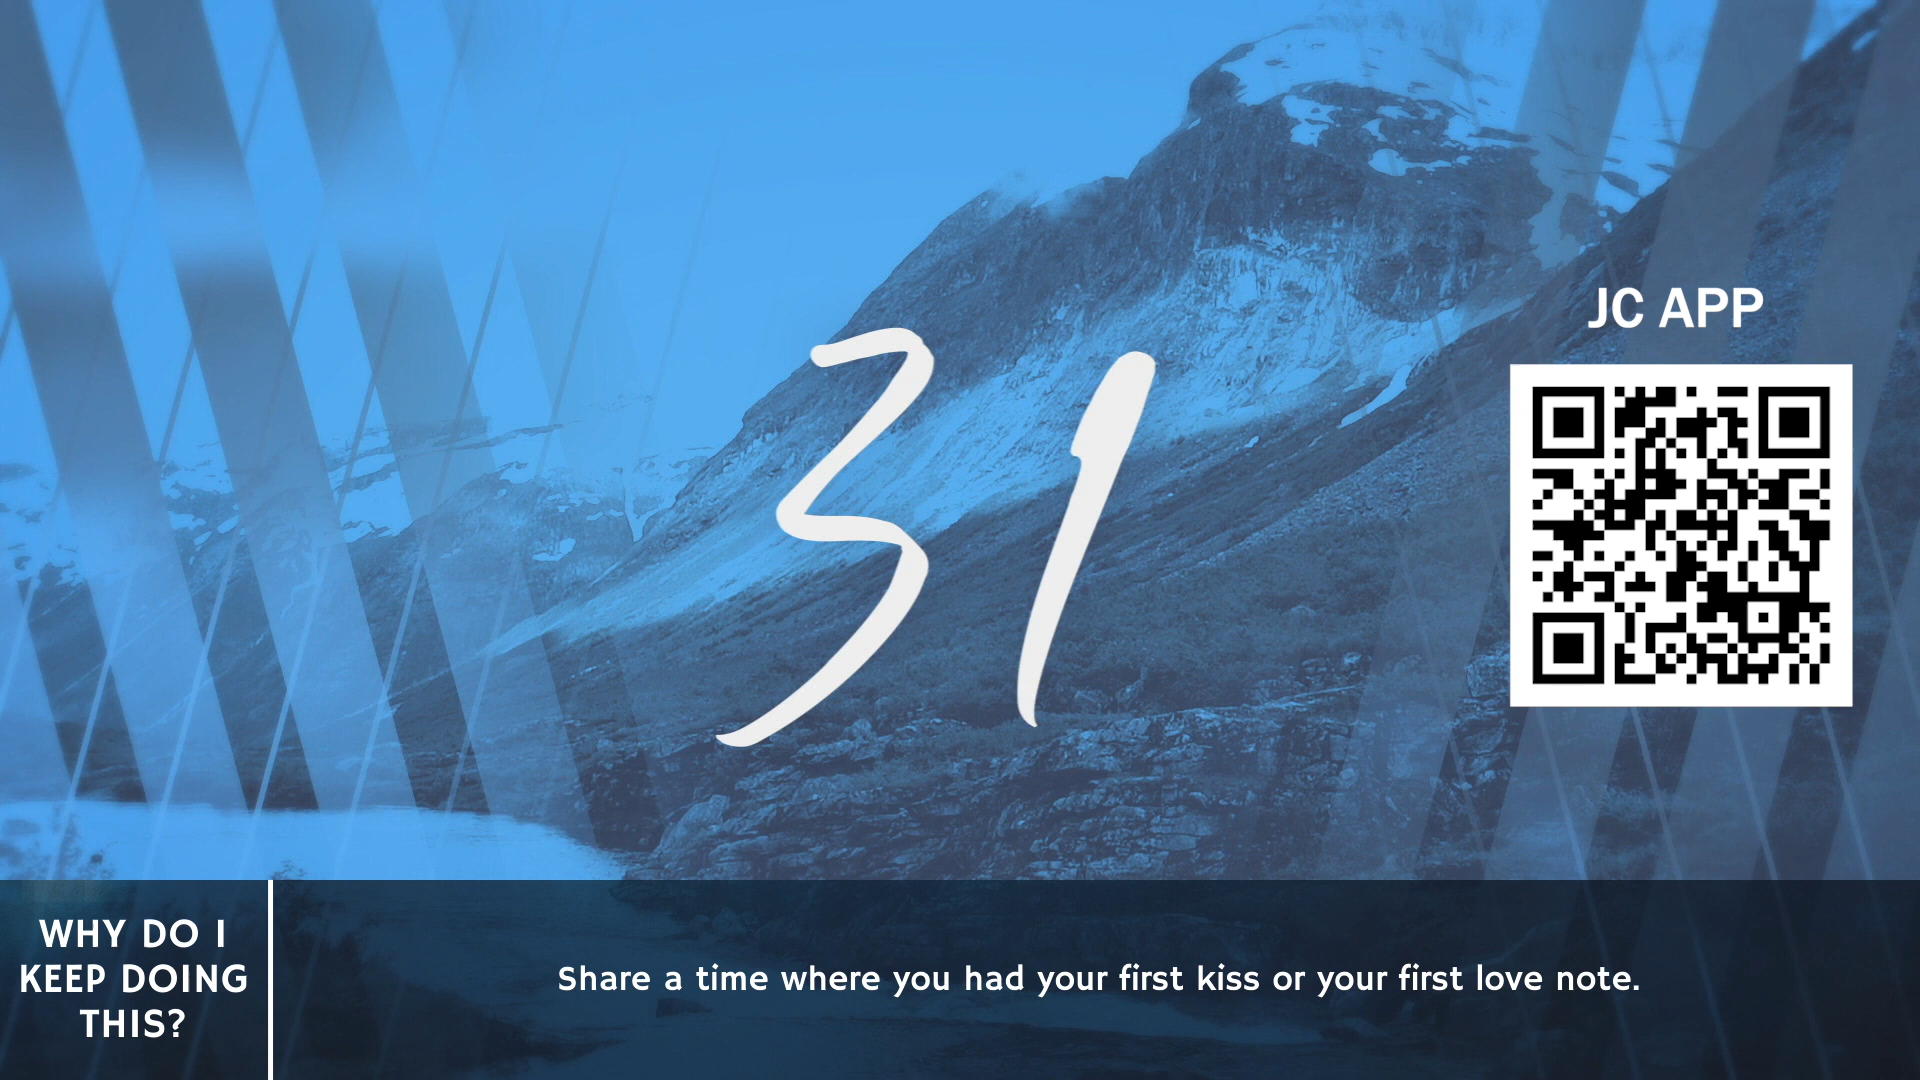 31
JC APP
WHY DO I
KEEP DOING
THIS?
Share a time where you had your first kiss or your first love note.